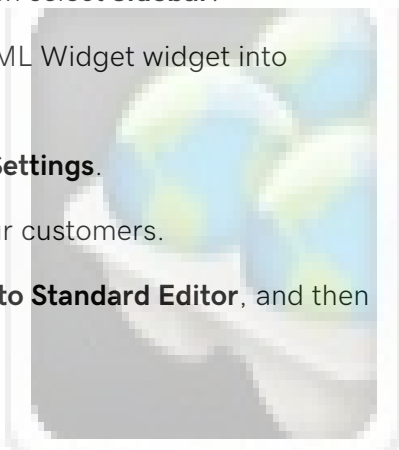 ML Widget widget into
Settings.
r customers.
to Standard Editor, and then